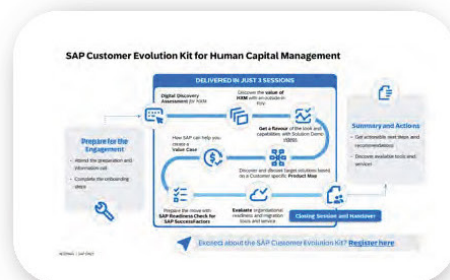 SAP Customer Evolution Kit for Human Capital Management
DELIVERED IN JUST 3 SESSIONS
Digital Discovery
Assessment for HXM
Discover the value of
HXM with an outside-in
Get a flavour of the look and
capabilities with Solution Demo
videos
Prepare for the
Engagement
Attend the preparation and
information call
Complete the onboarding
steps
How SAP can help you
create a
Value Case
Discover and discuss target solutions based
on a Customer specific Product Map
Prepare the move with
SAP Readiness Check for
SAP SuccessFactors
Evaluate organizational
readiness and migration
tools and service
Closing Session and Handover
Summary and Actions
Get actionable next steps and
recommendations
Discover available tools and
services
Excited about the SAP Customer Evolution Kit? Register here